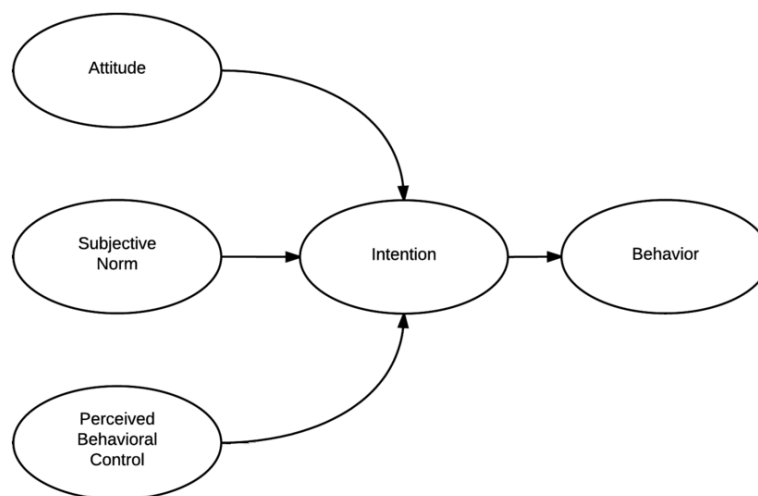 Attitude
Subjective
Norm
Intention
Behavior
Perceived
Behavioral
Control